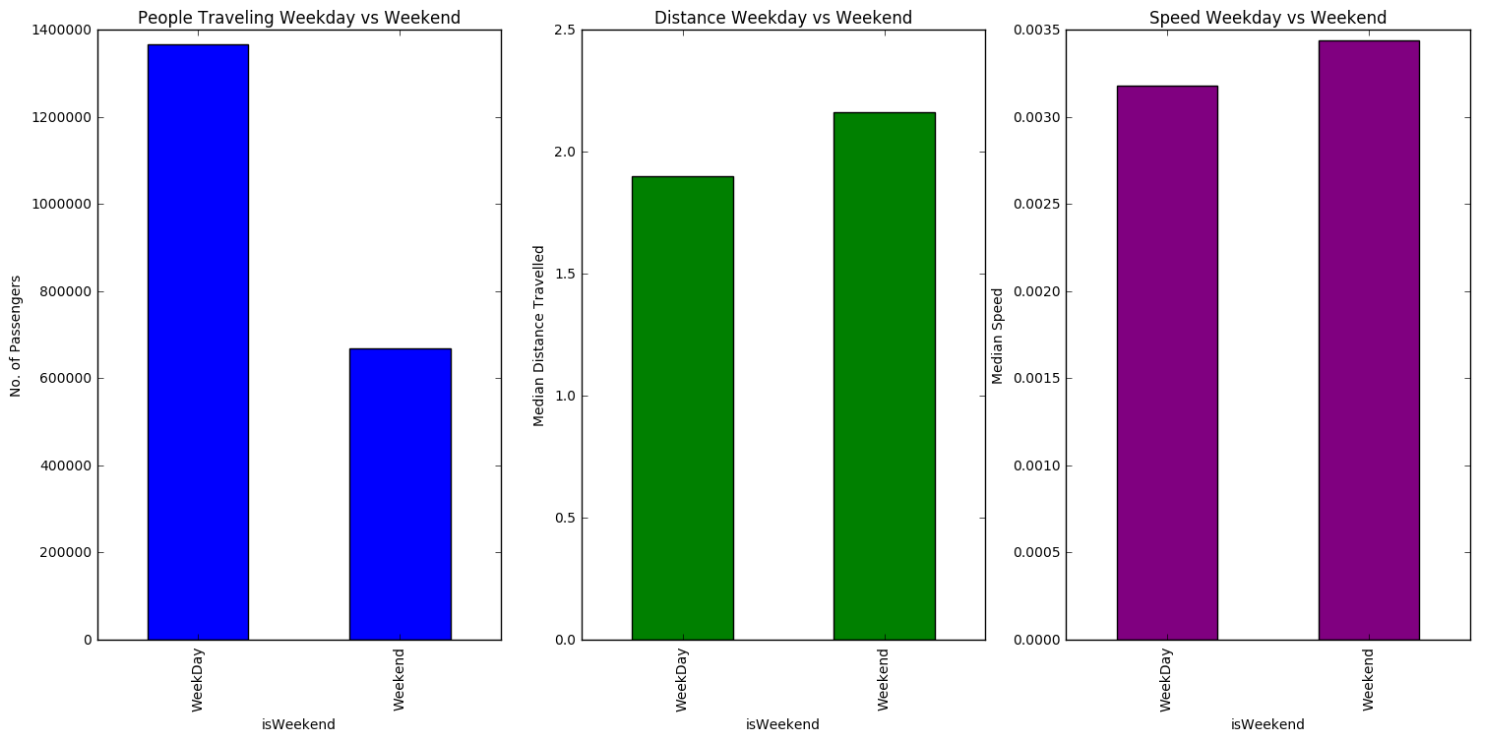 People Traveling Weekday vs Weekend
1400000
1200000
1000000
800000
600000
400000
200000
0
No. of Passengers
WeekDay
Weekend
isWeekend
Distance Weekday vs Weekend
2.5
2.0
1.5
1.0
0.5
0.0
Median Distance Travelled
WeekDay
Weekend
isWeekend
Speed Weekday vs Weekend
0.0035
0.0030
0.0025
0.0020
0.0015
0.0010
0.0005
0.0000
Median Speed
WeekDay
Weekend
isWeekend